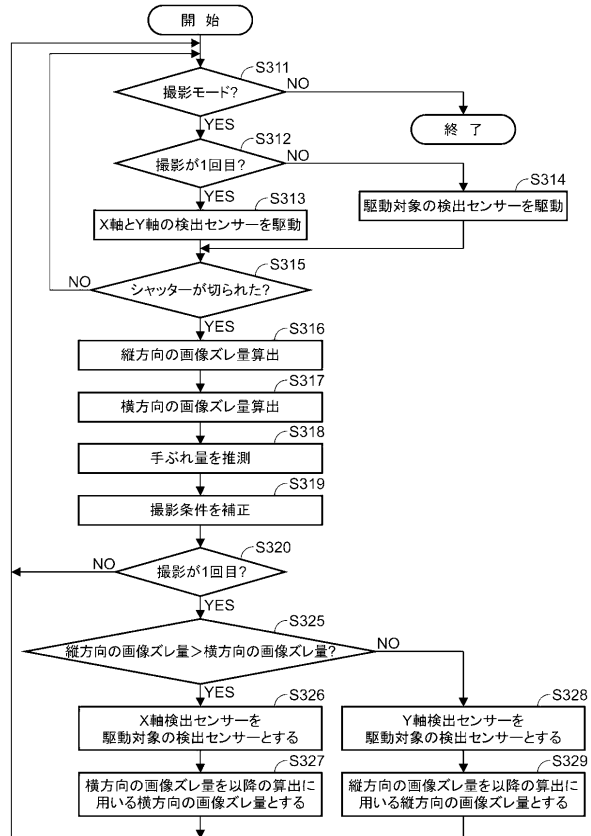 開 始
S311
撮影モード?
NO
YES
終 了
S312
撮影が1回目?
NO
YES
S313
X軸とY軸の検出センサーを駆動
S314
駆動対象の検出センサーを駆動
S315
シャッターが切られた?
NO
YES
S316
縦方向の画像ズレ量算出
S317
横方向の画像ズレ量算出
S318
手ぶれ量を推測
S319
撮影条件を補正
S320
撮影が1回目?
NO
YES
S325
縦方向の画像ズレ量>横方向の画像ズレ量?
NO
YES
S326
X軸検出センサーを
駆動対象の検出センサーとする
S328
Y軸検出センサーを
駆動対象の検出センサーとする
S327
横方向の画像ズレ量を以降の算出に
用いる横方向の画像ズレ量とする
S329
縦方向の画像ズレ量を以降の算出に
用いる縦方向の画像ズレ量とする